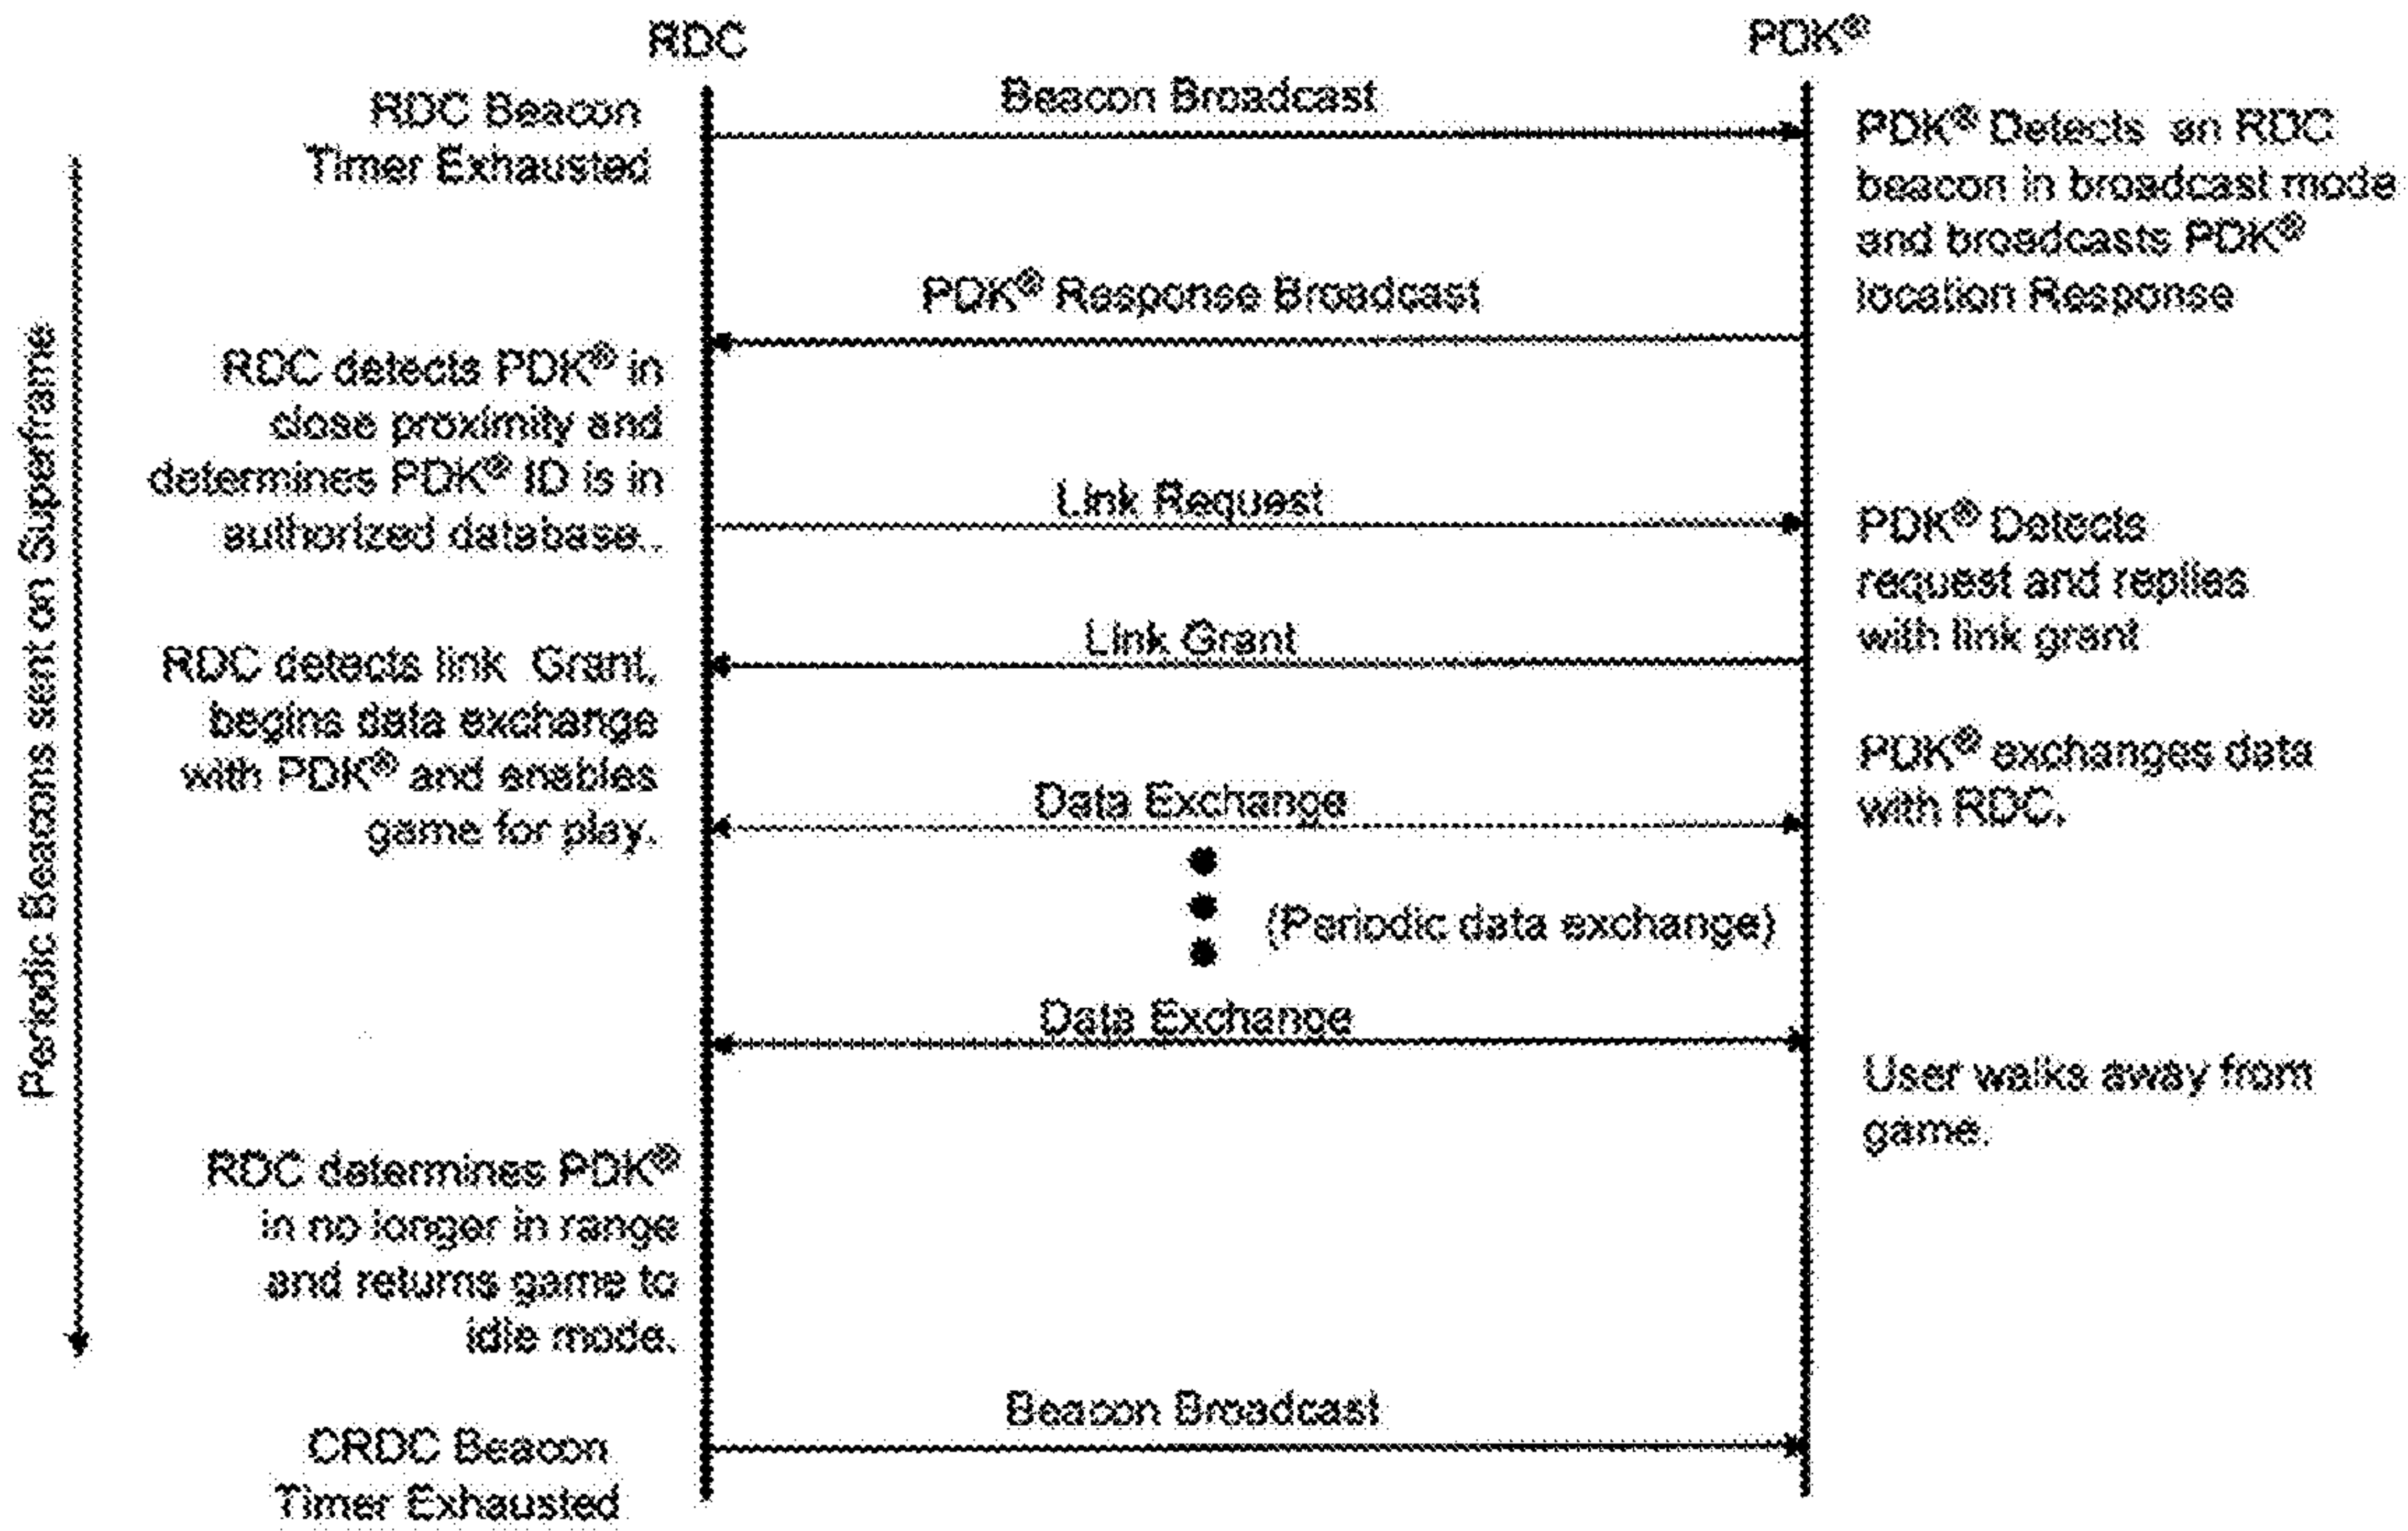 RDC
PDK®
RDC Beacon
Timer Exhausted
Beacon Broadcast
PDK® Detects an RDC
beacon in broadcast mode
and broadcasts PDK®
location Response
PDK® Response Broadcast
RDC detects PDK® in
close proximity and
determines PDK® ID is in
authorized database..
Link Request
PDK® Detects
request and replies
with link grant
Link Grant
RDC detects link Grant,
begins data exchange
with PDK® and enables
game for play.
PDK® exchanges data
with RDC.
Data Exchange
(Periodic data exchange)
Data Exchange
User walks away from
game.
RDC determines PDK®
in no longer in range
and returns game to
idle mode.
Beacon Broadcast
CRDC Beacon
Timer Exhausted
Periodic Beacons sent on Superframe